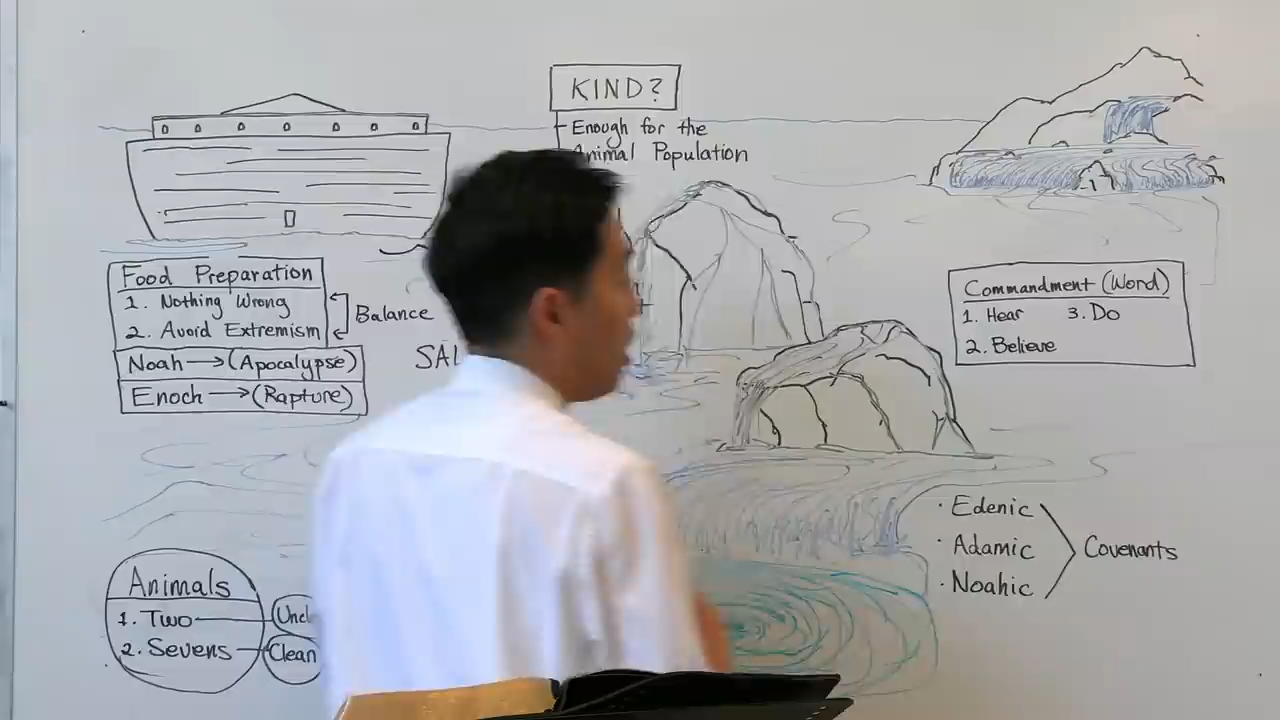 KIND?
Enough for the
Animal Population
Food Preparation
1. Nothing Wrong
2. Avoid Extremism
Balance
Noah → (Apocalypse)
Enoch → (Rapture)
Commandment (Word)
1. Hear 3. Do
2. Believe
· Edenic
· Adamic
· Noahic
Covenants
Animals
1. Two
2. Sevens
Clean